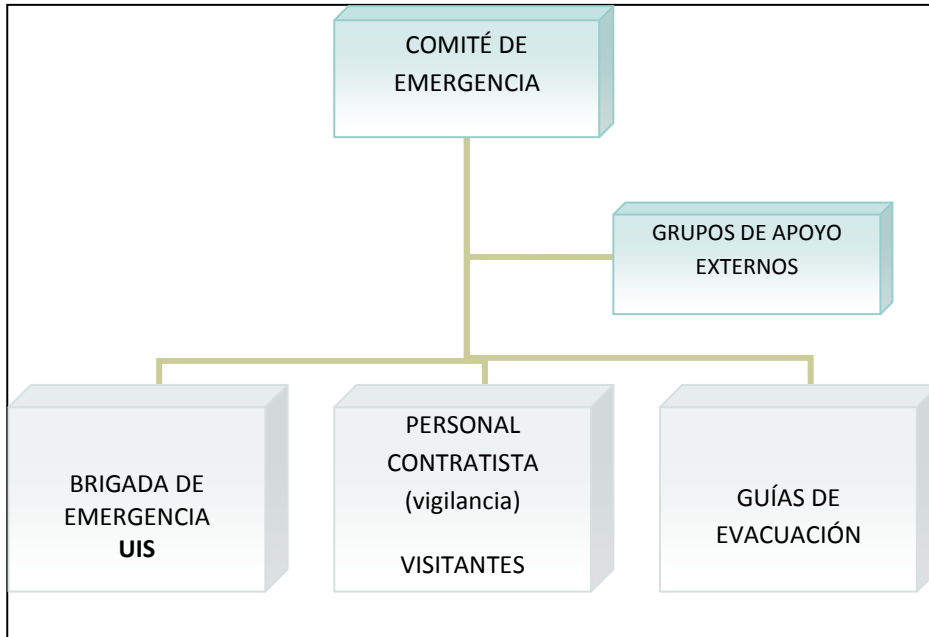 COMITÉ DE
EMERGENCIA
GRUPOS DE APOYO
EXTERNOS
BRIGADA DE
EMERGENCIA
UIS
PERSONAL
CONTRATISTA
(vigilancia)
VISITANTES
GUÍAS DE
EVACUACIÓN